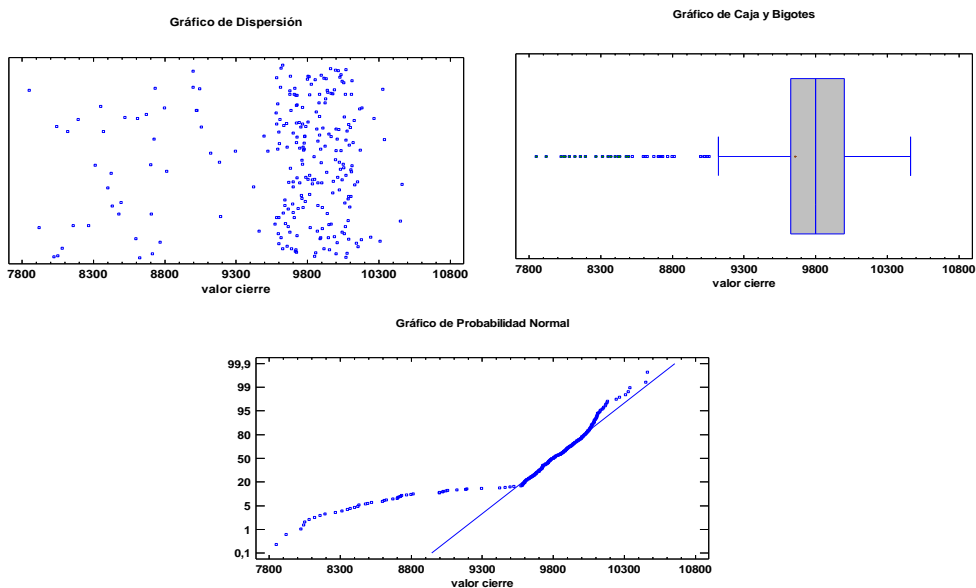 Gráfico de Dispersión
7800 8300 8800 9300 9800 10300 10800
valor cierre
Gráfico de Caja y Bigotes
7800 8300 8800 9300 9800 10300 10800
valor cierre
Gráfico de Probabilidad Normal
99,9
99
95
80
50
20
5
1
0,1
7800 8300 8800 9300 9800 10300 10800
valor cierre